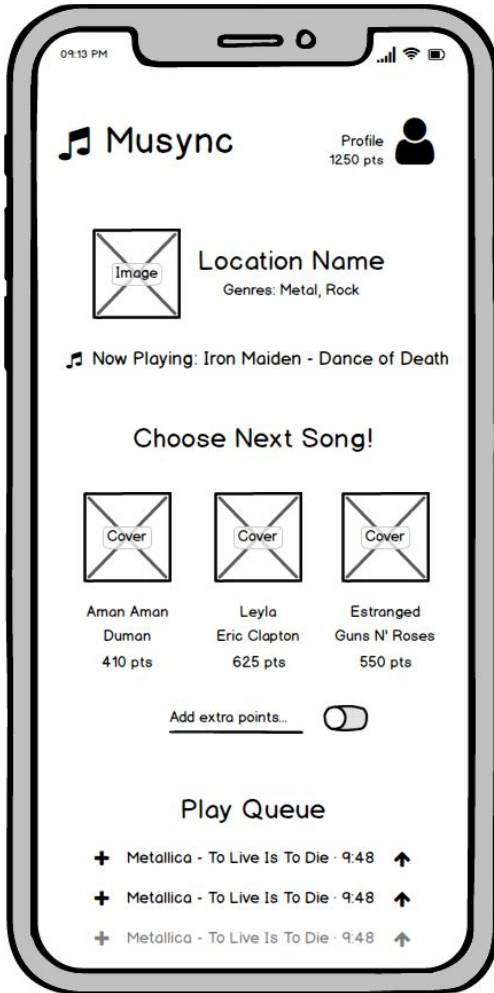 09:13 PM
Musync
Profile
1250 pts
Image
Location Name
Genres: Metal, Rock
Now Playing: Iron Maiden - Dance of Death
Choose Next Song!
Cover
Cover
Cover
Aman Aman
Duman
410 pts
Leyla
Eric Clapton
625 pts
Estranged
Guns N' Roses
550 pts
Add extra points...
Play Queue
Metallica - To Live Is To Die · 9:48
Metallica - To Live Is To Die · 9:48
Metallica - To Live Is To Die · 9:48